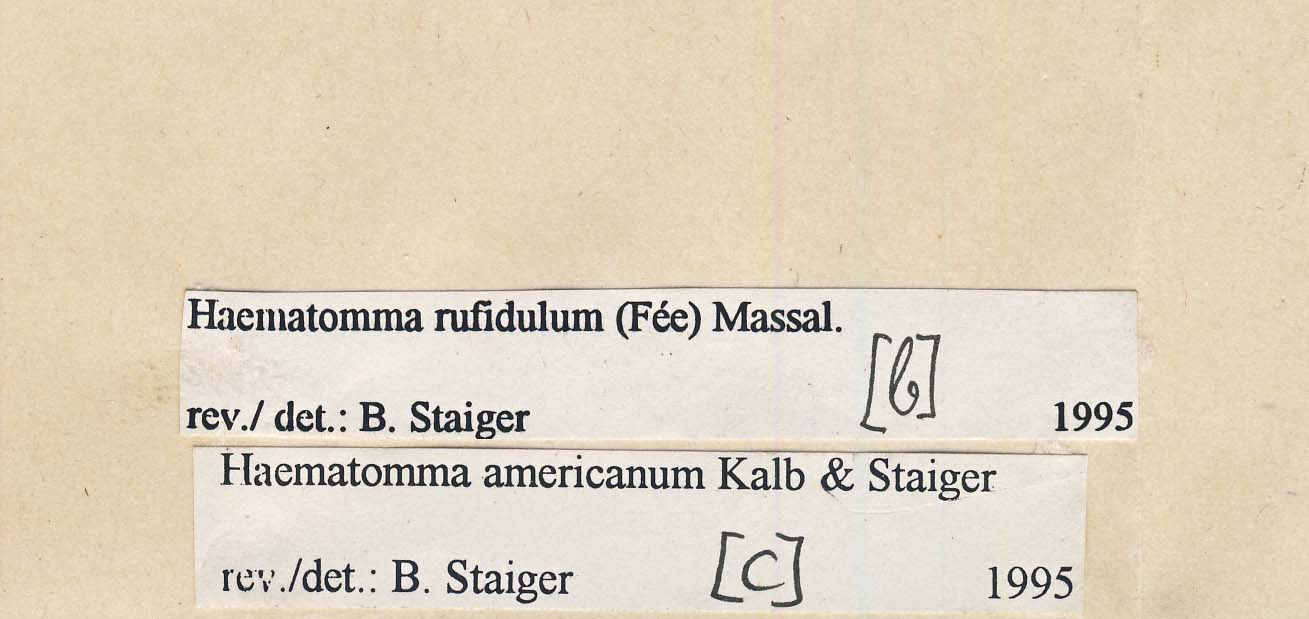 Haematomma rufidulum (Fée) Massal.
[b]
rev./ det.: B. Staiger 1995
Haematomma americanum Kalb & Staiger
rev./det.: B. Staiger [C] 1995